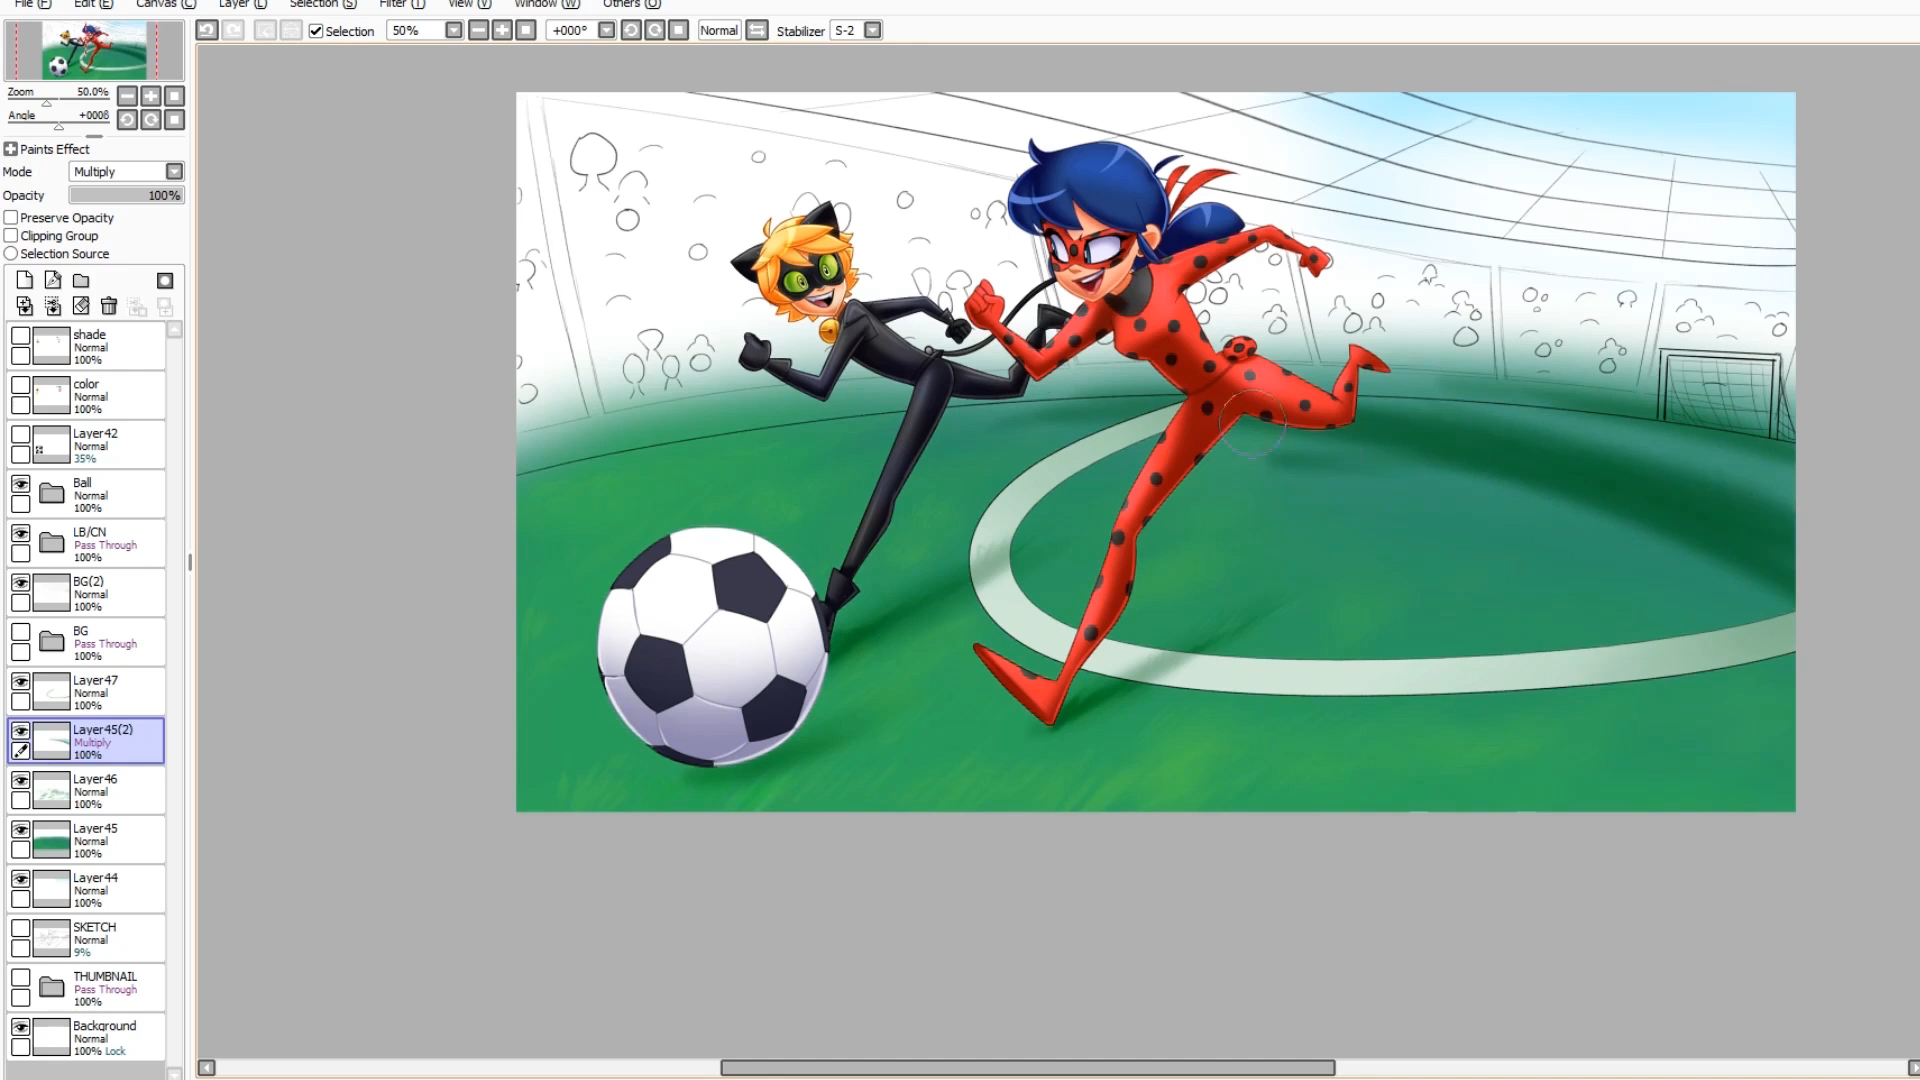 File (F) Edit (E) Canvas (C) Layer (L) Selection (S) Filter (T) View (V) Window (W) Others (O)
Selection 50% +000° Normal Stabilizer S-2
Zoom 50.0%
Angle +000ß
Paints Effect
Mode Multiply
Opacity 100%
Preserve Opacity
Clipping Group
Selection Source
shade
Normal
100%
color
Normal
100%
Layer42
Normal
35%
Ball
Normal
100%
LB/CN
Pass Through
100%
BG(2)
Normal
100%
BG
Pass Through
100%
Layer47
Normal
100%
Layer45(2)
Multiply
100%
Layer46
Normal
100%
Layer45
Normal
100%
Layer44
Normal
100%
SKETCH
Normal
9%
THUMBNAIL
Pass Through
100%
Background
Normal
100% Lock